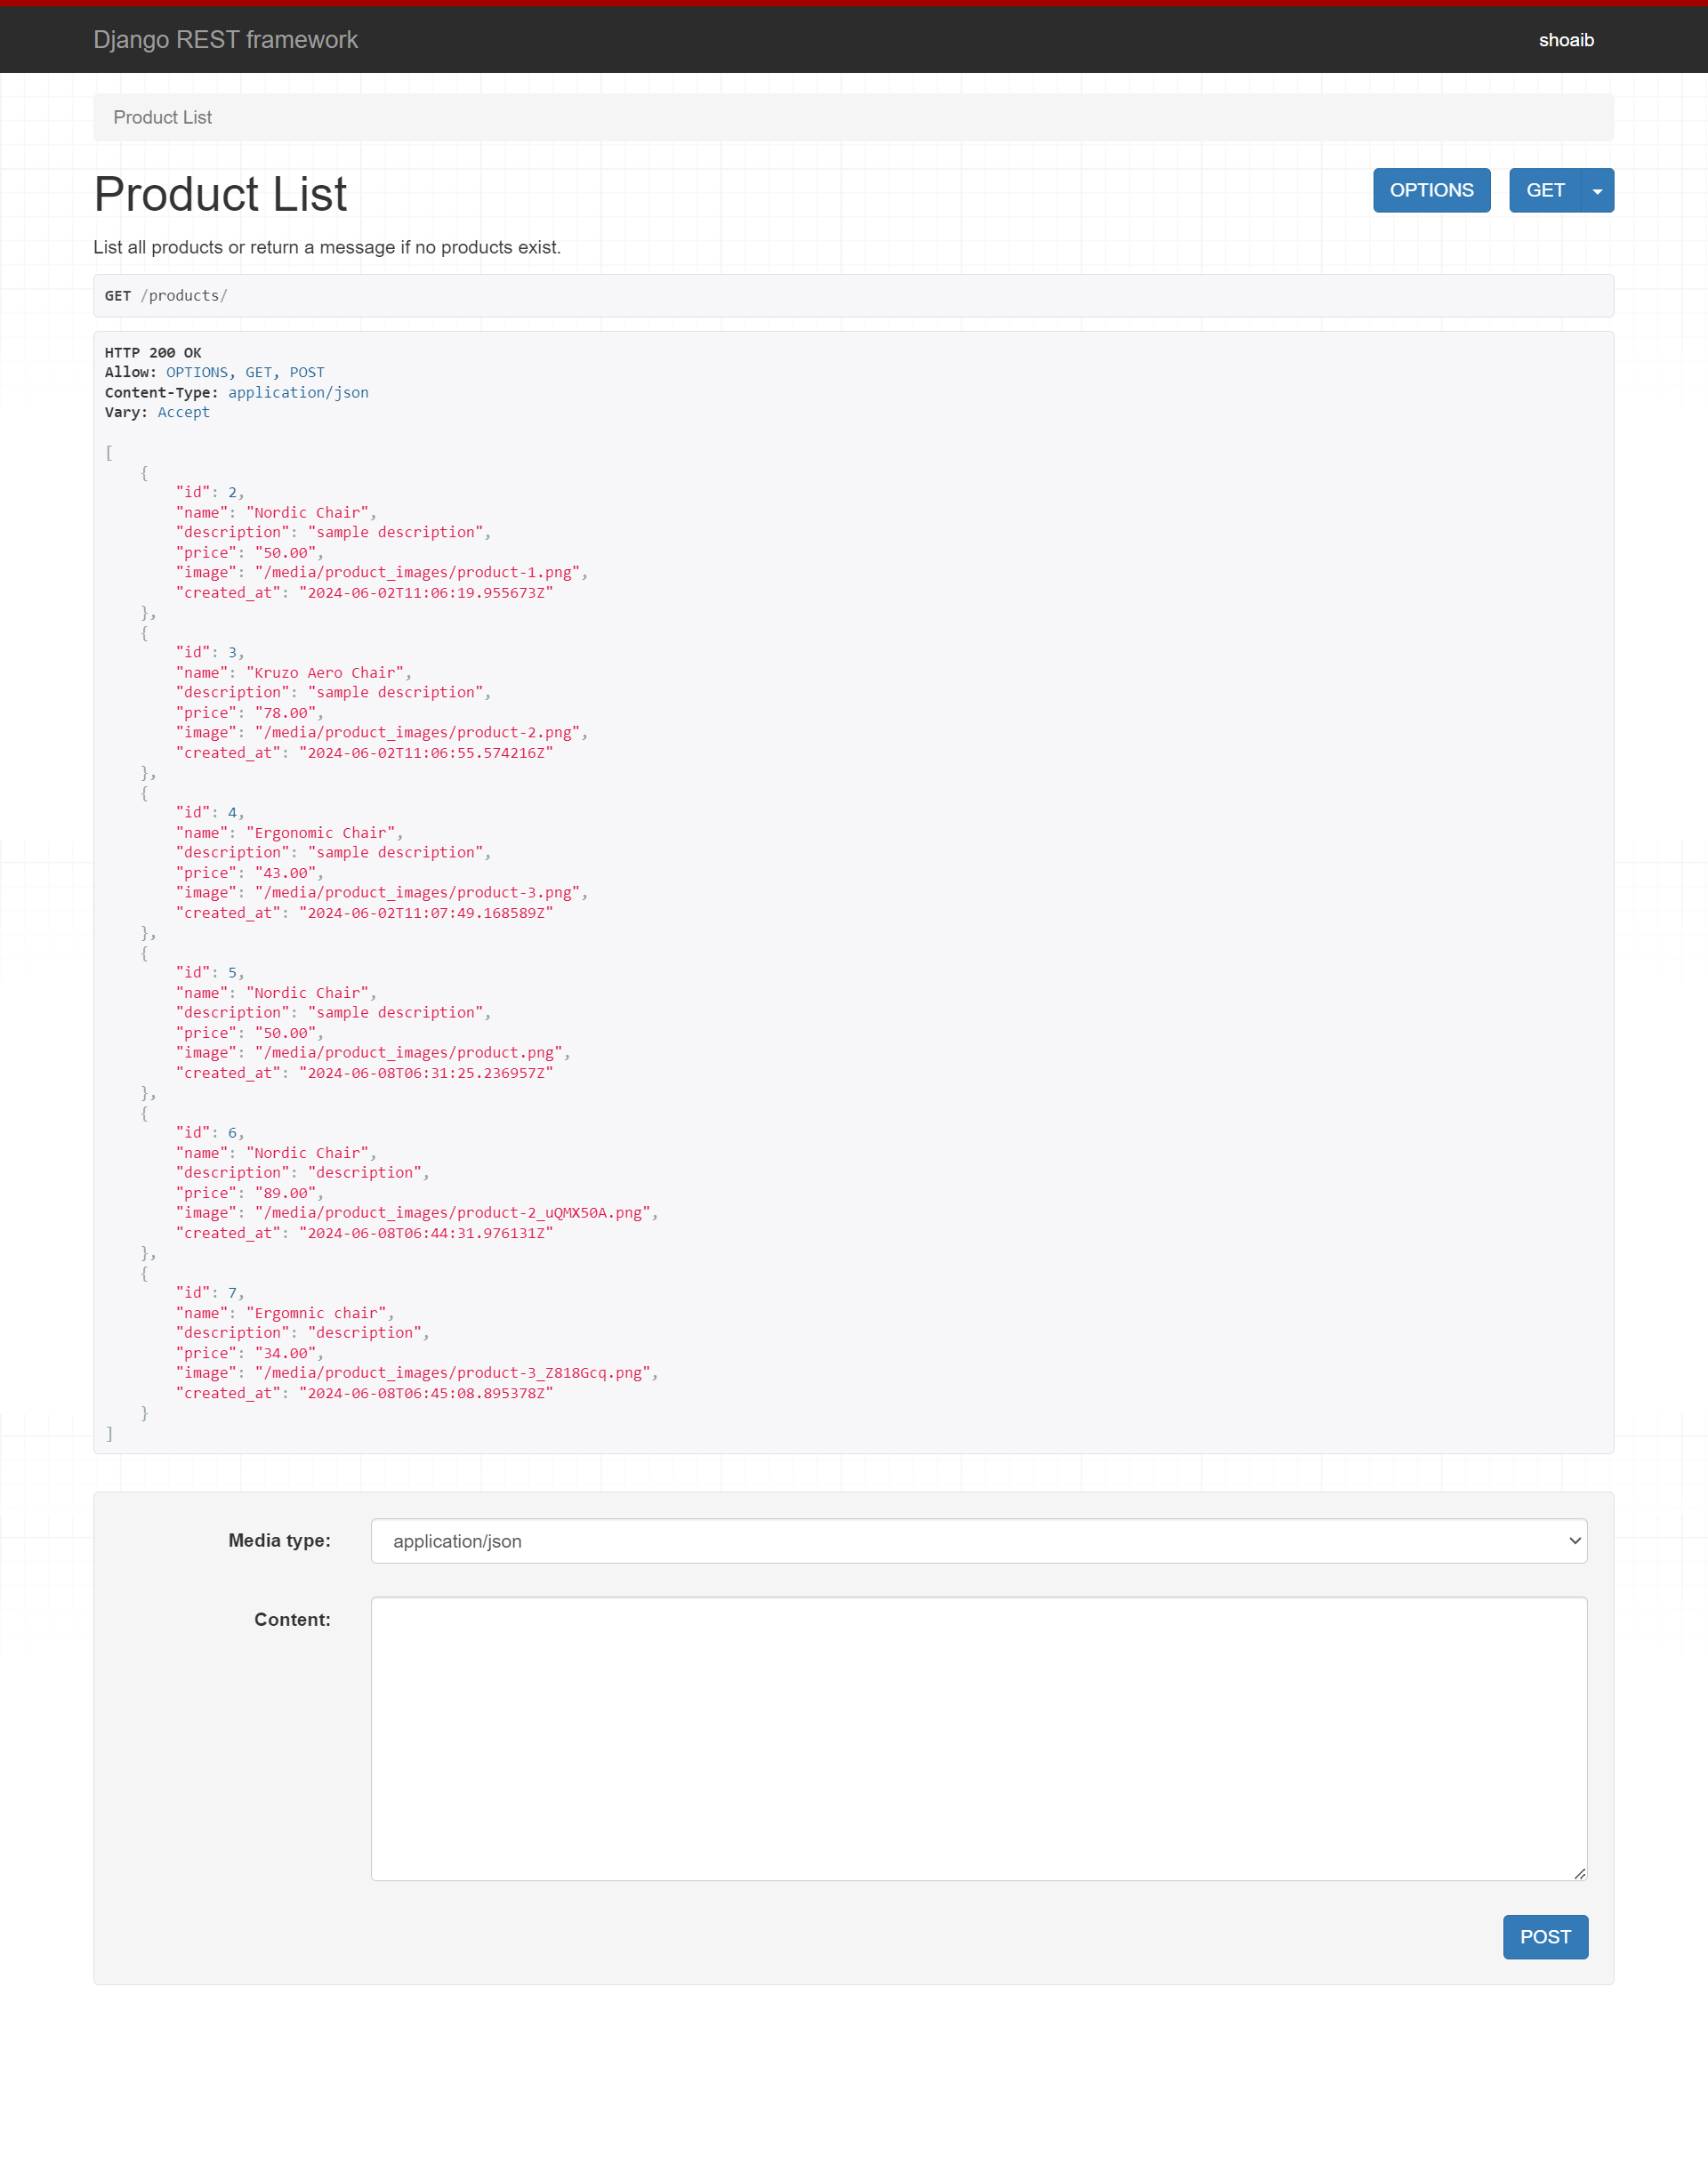 Django REST framework
shoaib
Product List
Product List
OPTIONS
GET
List all products or return a message if no products exist.
GET /products/
HTTP 200 OK
Allow: OPTIONS, GET, POST
Content-Type: application/json
Vary: Accept
[
    {
        "id": 2,
        "name": "Nordic Chair",
        "description": "sample description",
        "price": "50.00",
        "image": "/media/product_images/product-1.png",
        "created_at": "2024-06-02T11:06:19.955673Z"
    },
    {
        "id": 3,
        "name": "Kruzo Aero Chair",
        "description": "sample description",
        "price": "78.00",
        "image": "/media/product_images/product-2.png",
        "created_at": "2024-06-02T11:06:55.574216Z"
    },
    {
        "id": 4,
        "name": "Ergonomic Chair",
        "description": "sample description",
        "price": "43.00",
        "image": "/media/product_images/product-3.png",
        "created_at": "2024-06-02T11:07:49.168589Z"
    },
    {
        "id": 5,
        "name": "Nordic Chair",
        "description": "sample description",
        "price": "50.00",
        "image": "/media/product_images/product.png",
        "created_at": "2024-06-08T06:31:25.236957Z"
    },
    {
        "id": 6,
        "name": "Nordic Chair",
        "description": "description",
        "price": "89.00",
        "image": "/media/product_images/product-2_uQMX50A.png",
        "created_at": "2024-06-08T06:44:31.976131Z"
    },
    {
        "id": 7,
        "name": "Ergomnic chair",
        "description": "description",
        "price": "34.00",
        "image": "/media/product_images/product-3_Z818Gcq.png",
        "created_at": "2024-06-08T06:45:08.895378Z"
    }
]
Media type:
application/json
Content:
POST